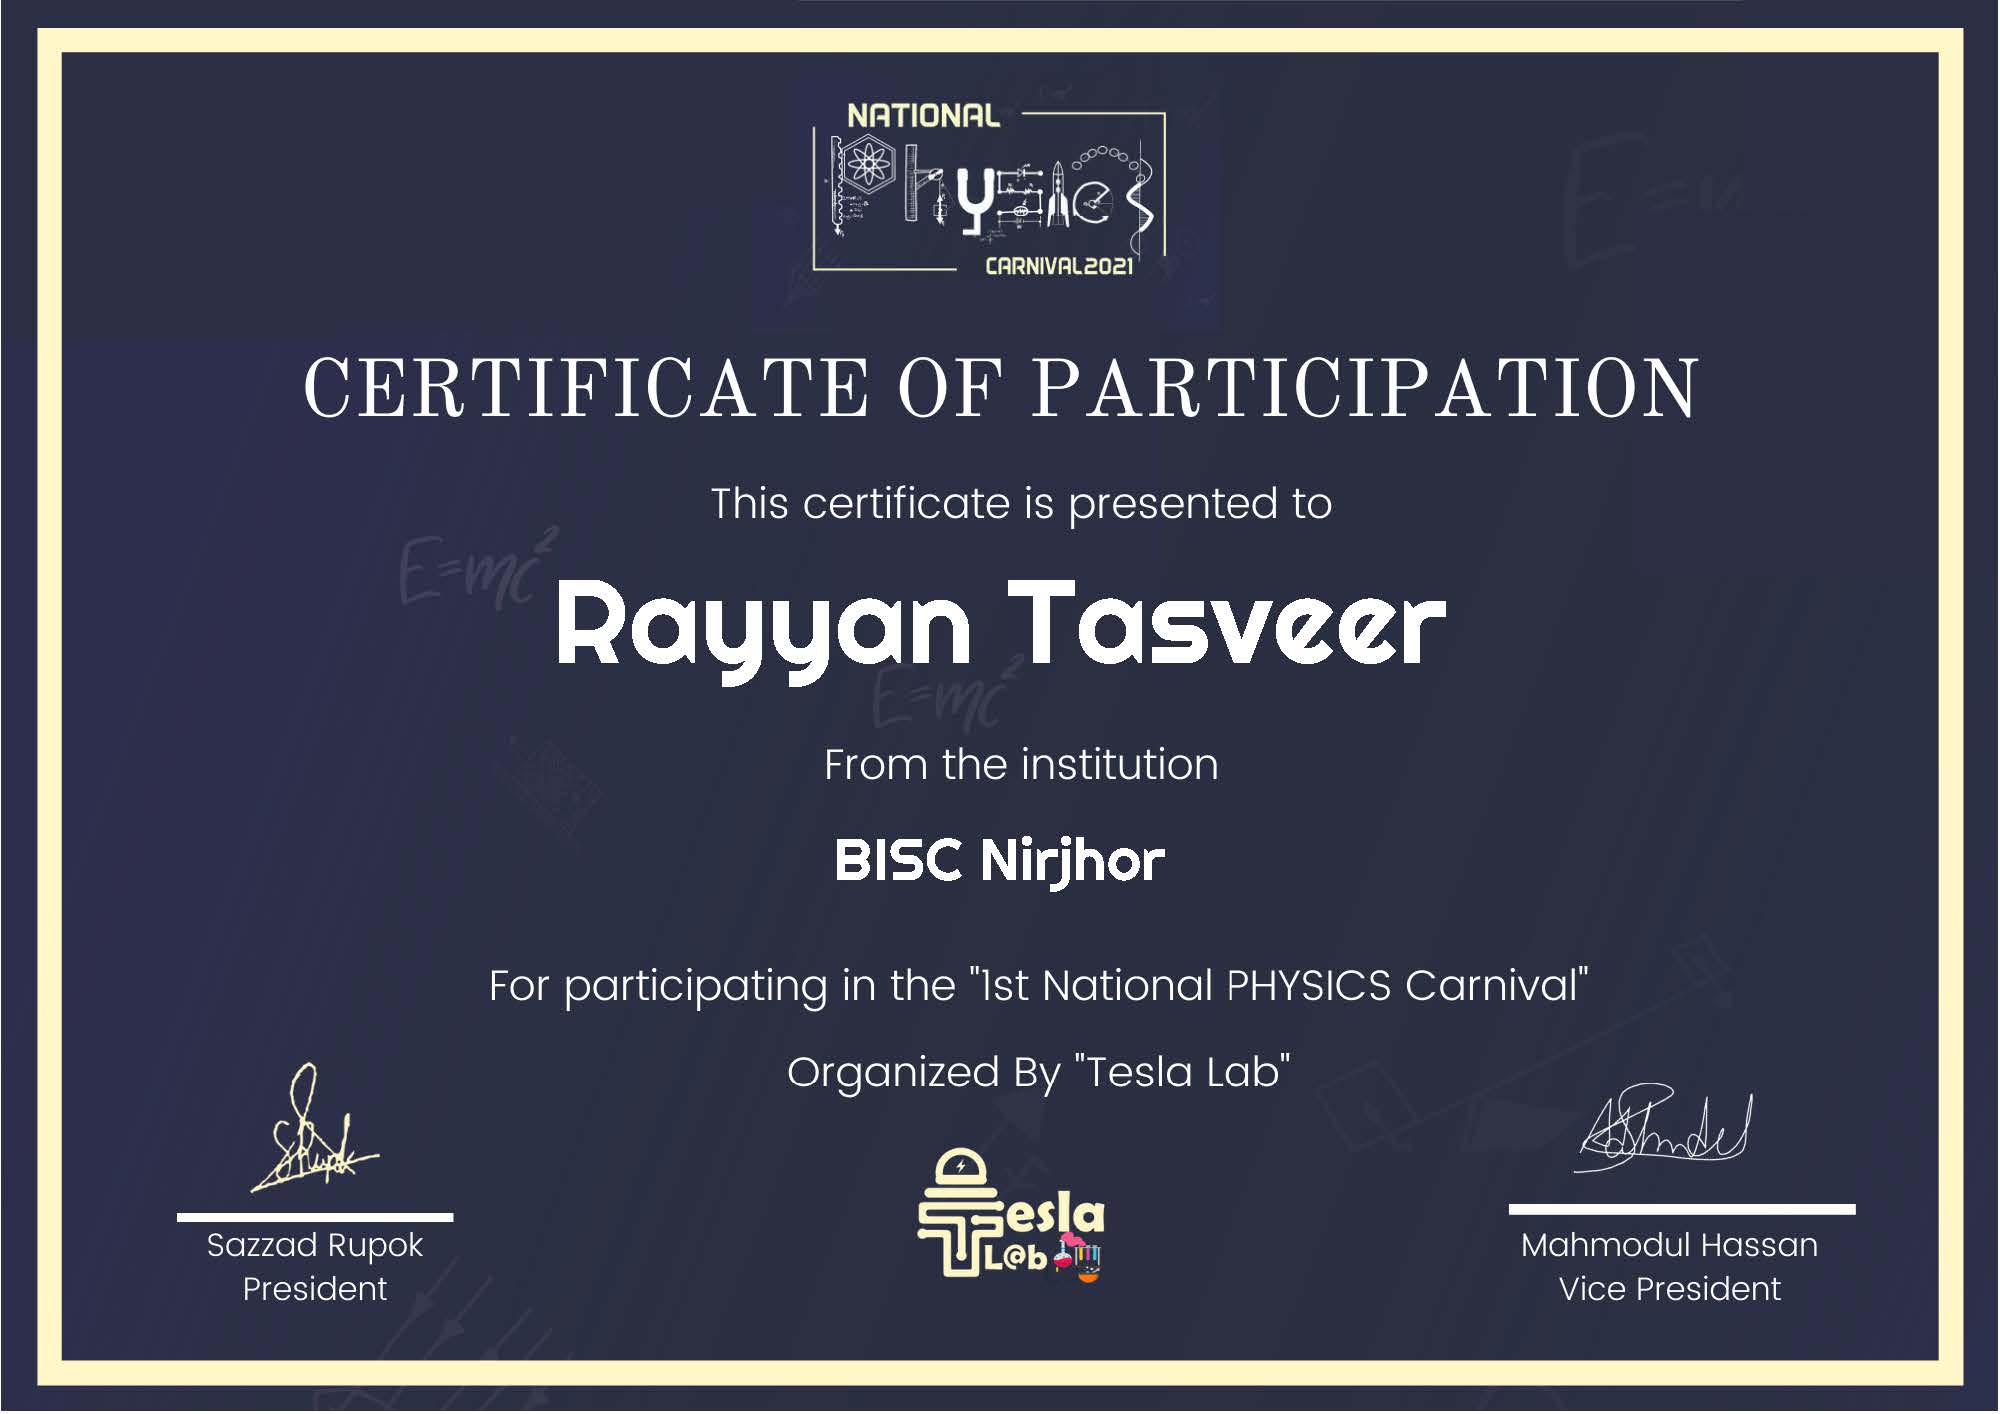 NATIONAL
Physics
CARNIVAL2021
CERTIFICATE OF PARTICIPATION
This certificate is presented to
E=mc²
Rayyan Tasveer
E=mc²
From the institution
BISC Nirjhor
For participating in the "1st National PHYSICS Carnival"
Organized By "Tesla Lab"
Tesla
L@b
Sazzad Rupok
President
Mahmodul Hassan
Vice President